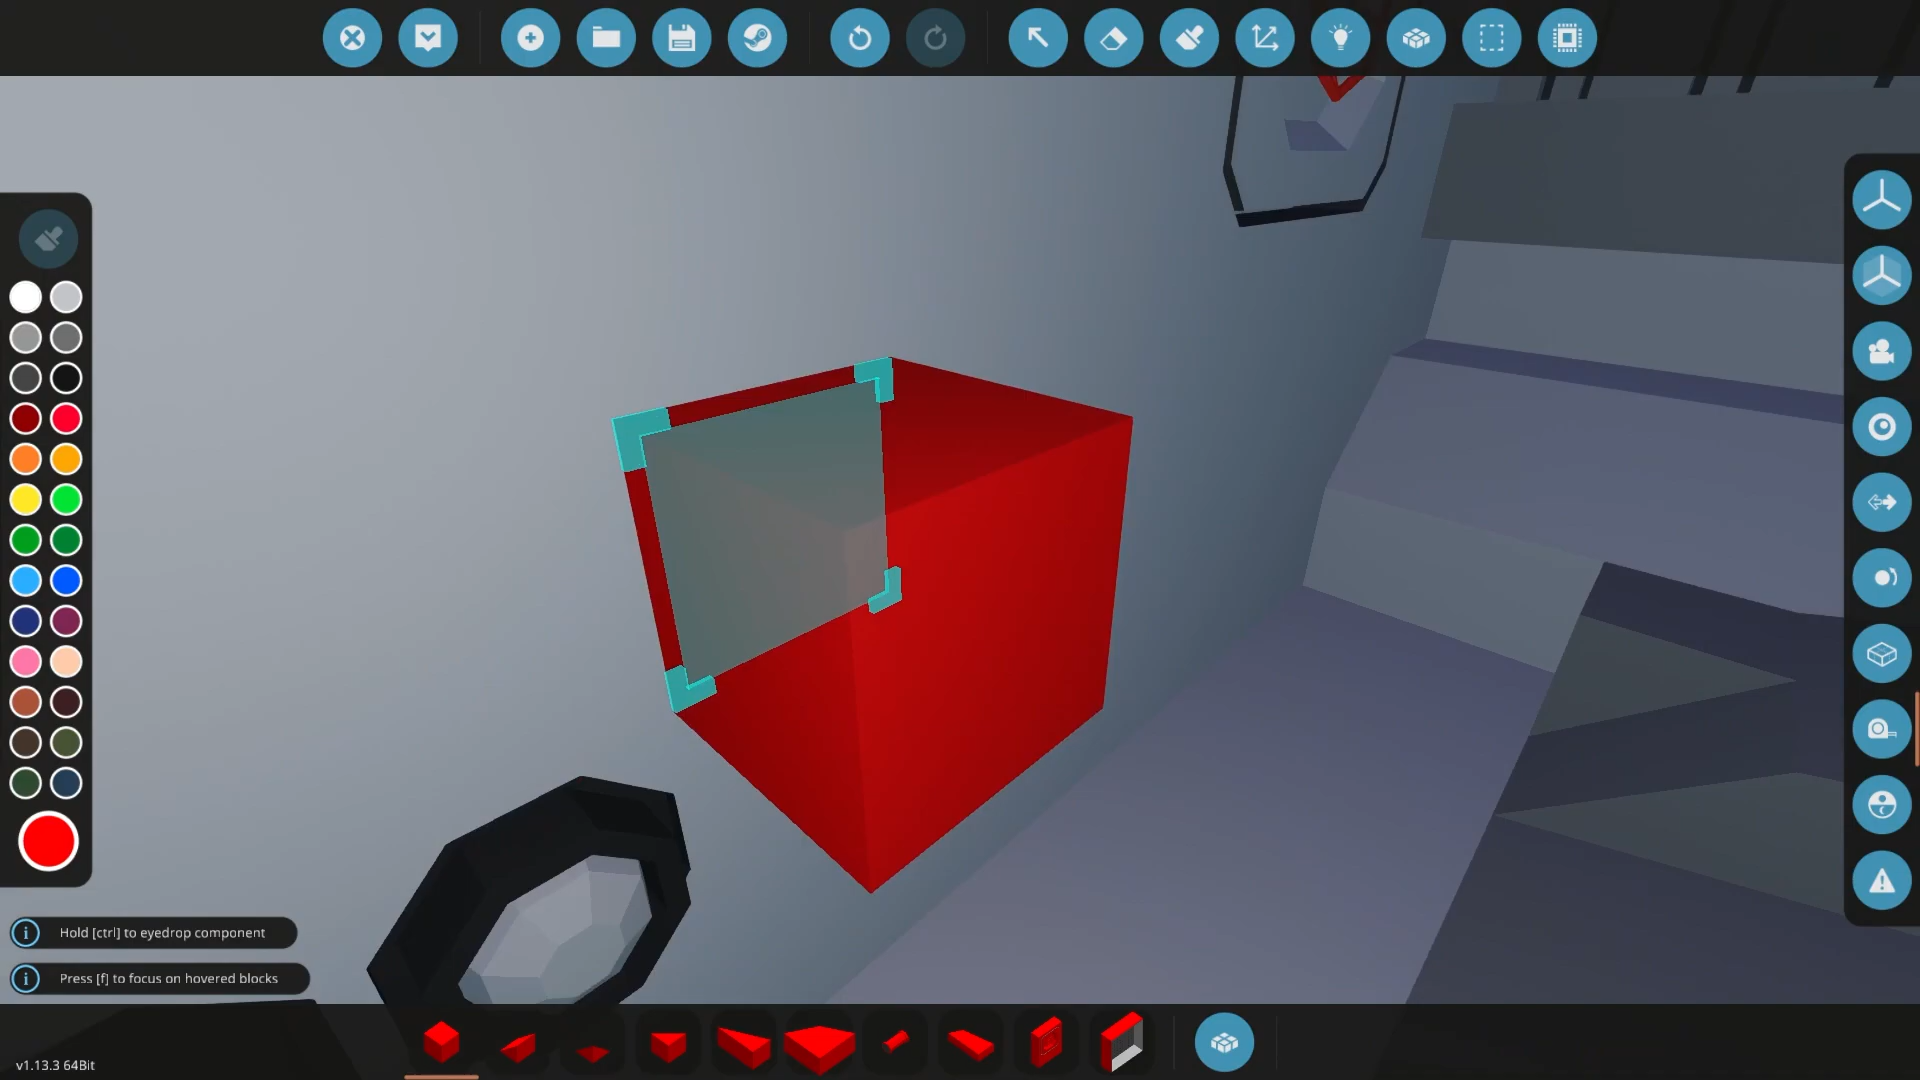 Hold [ctrl] to eyedrop component
Press [f] to focus on hovered blocks
v1.13.3 64Bit